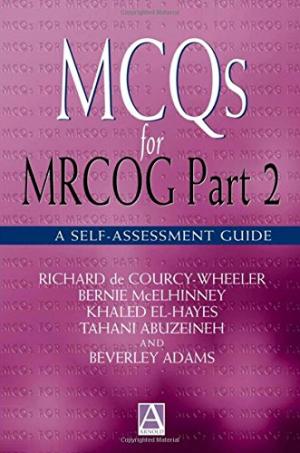 MCQs
for
MRCOG Part 2
A SELF-ASSESSMENT GUIDE
RICHARD de COURCY-WHEELER
BERNIE McELHINNEY
KHALED EL-HAYES
TAHANI ABUZEINEH
AND
BEVERLEY ADAMS
A
ARNOLD